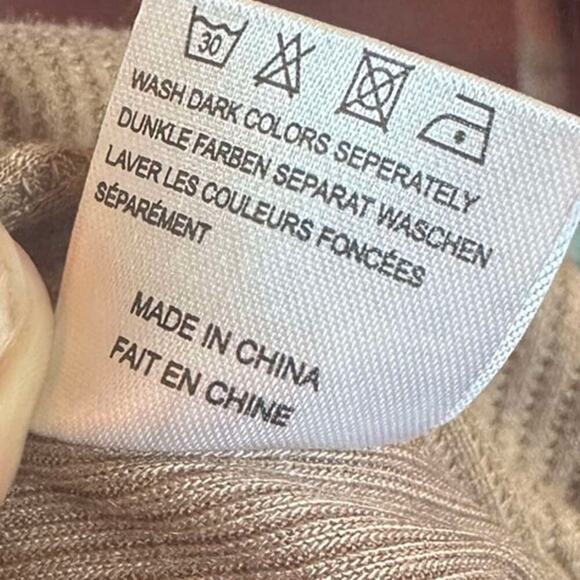 30
WASH DARK COLORS SEPERATELY
DUNKLE FARBEN SEPARAT WASCHEN
LAVER LES COULEURS FONCÉES
SÉPARÉMENT
MADE IN CHINA
FAIT EN CHINE